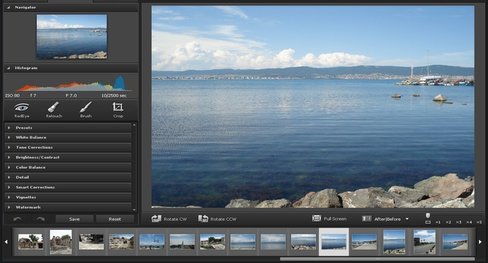 Navigator
Histogram
ISO-80 f 7 F 7.0 10/2500 sec
RedEye Retouch Brush Crop
Presets
White Balance
Tone Corrections
Brightness/Contrast
Color Balance
Detail
Smart Corrections
Vignettes
Watermark
Save Reset
Rotate CW Rotate CCW Full Screen After|Before x1 x2 x3 x4 x5